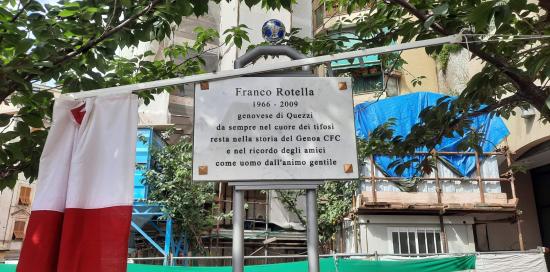 Franco Rotella
1966 - 2009
genovese di Quezzi
da sempre nel cuore dei tifosi
resta nella storia del Genoa CFC
e nel ricordo degli amici
come uomo dall'animo gentile